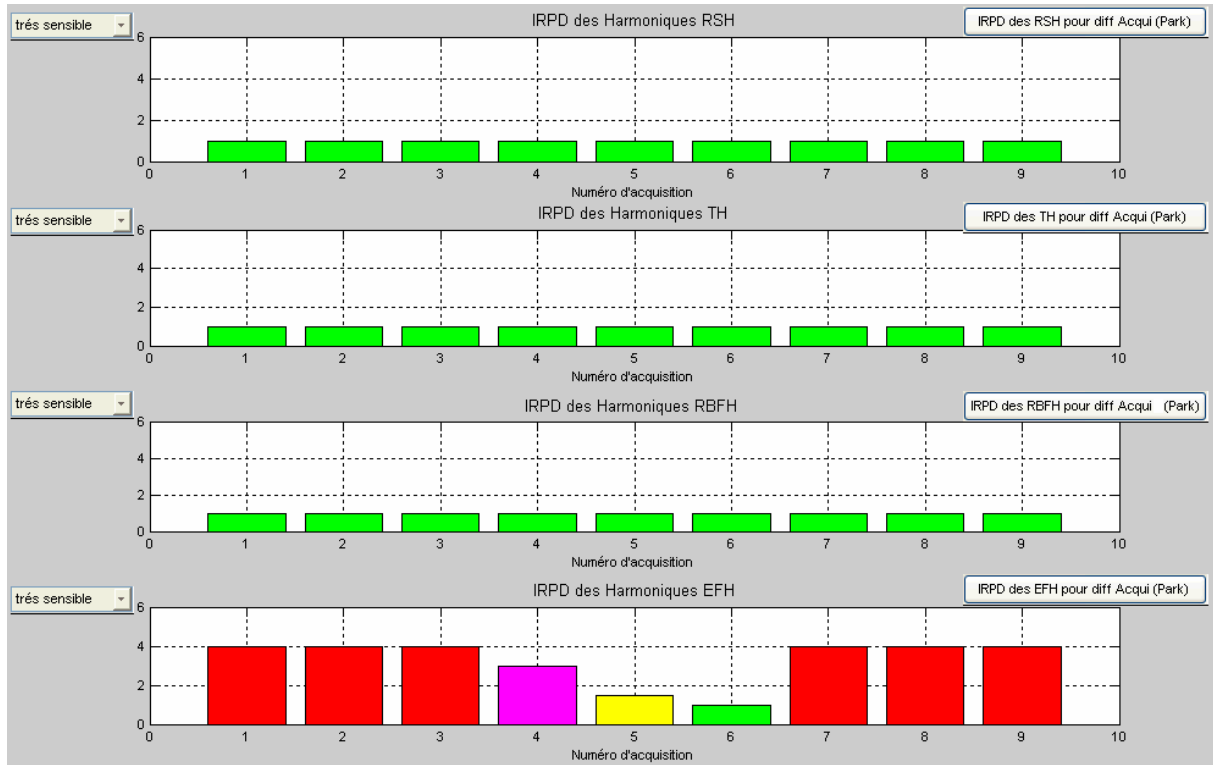 trés sensible
IRPD des Harmoniques RSH
IRPD des RSH pour diff Acqui (Park)
6
4
2
0
0 1 2 3 4 5 6 7 8 9 10
Numéro d'acquisition
trés sensible
IRPD des Harmoniques TH
IRPD des TH pour diff Acqui (Park)
6
4
2
0
0 1 2 3 4 5 6 7 8 9 10
Numéro d'acquisition
trés sensible
IRPD des Harmoniques RBFH
IRPD des RBFH pour diff Acqui (Park)
6
4
2
0
0 1 2 3 4 5 6 7 8 9 10
Numéro d'acquisition
trés sensible
IRPD des Harmoniques EFH
IRPD des EFH pour diff Acqui (Park)
6
4
2
0
0 1 2 3 4 5 6 7 8 9 10
Numéro d'acquisition